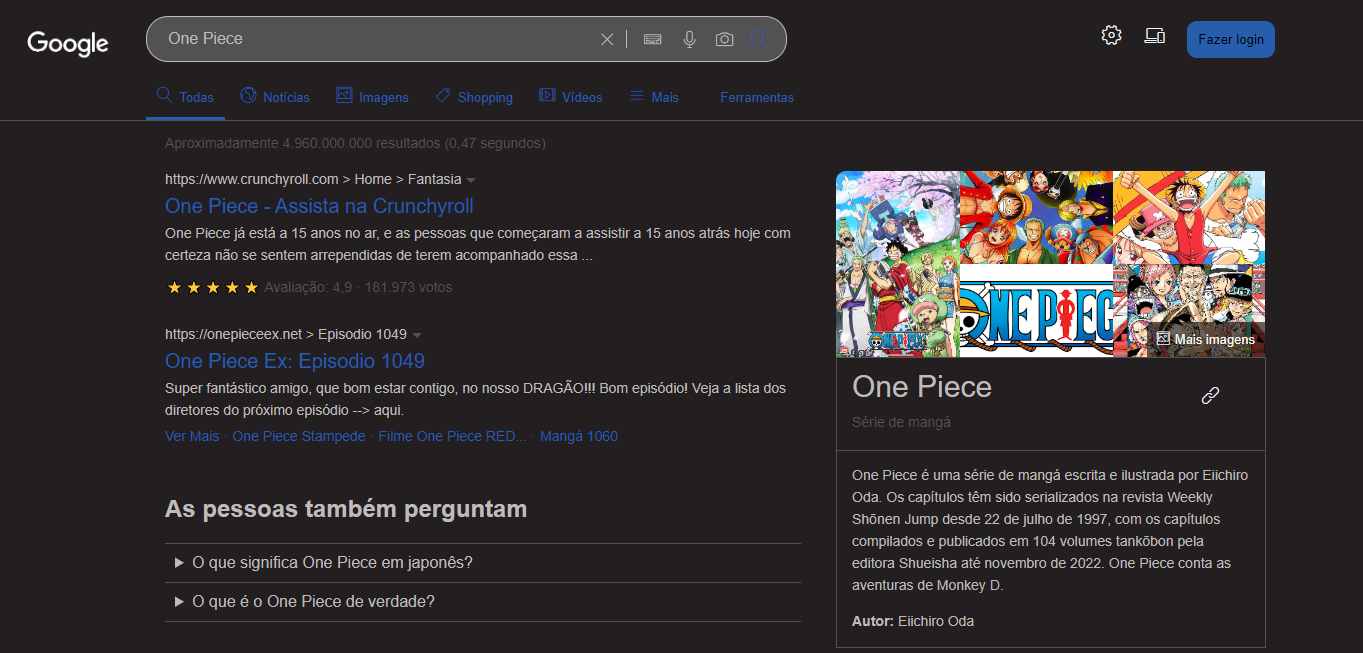 Google
One Piece
Fazer login
Todas
Notícias
Imagens
Shopping
Vídeos
Mais
Ferramentas
Aproximadamente 4.960.000.000 resultados (0,47 segundos)
https://www.crunchyroll.com > Home > Fantasia
One Piece - Assista na Crunchyroll
One Piece já está a 15 anos no ar, e as pessoas que começaram a assistir a 15 anos atrás hoje com
certeza não se sentem arrependidas de terem acompanhado essa ...
Avaliação: 4,9 · 181.973 votos
https://onepieceex.net > Episodio 1049
One Piece Ex: Episodio 1049
Super fantástico amigo, que bom estar contigo, no nosso DRAGÃO!!! Bom episódio! Veja a lista dos
diretores do próximo episódio --> aqui.
Ver Mais · One Piece Stampede · Filme One Piece RED... · Mangá 1060
As pessoas também perguntam
O que significa One Piece em japonês?
O que é o One Piece de verdade?
ONE PIECE
ONE PIEC
Mais imagens
One Piece
Série de mangá
One Piece é uma série de mangá escrita e ilustrada por Eiichiro
Oda. Os capítulos têm sido serializados na revista Weekly
Shōnen Jump desde 22 de julho de 1997, com os capítulos
compilados e publicados em 104 volumes tankōbon pela
editora Shueisha até novembro de 2022. One Piece conta as
aventuras de Monkey D.
Autor: Eiichiro Oda